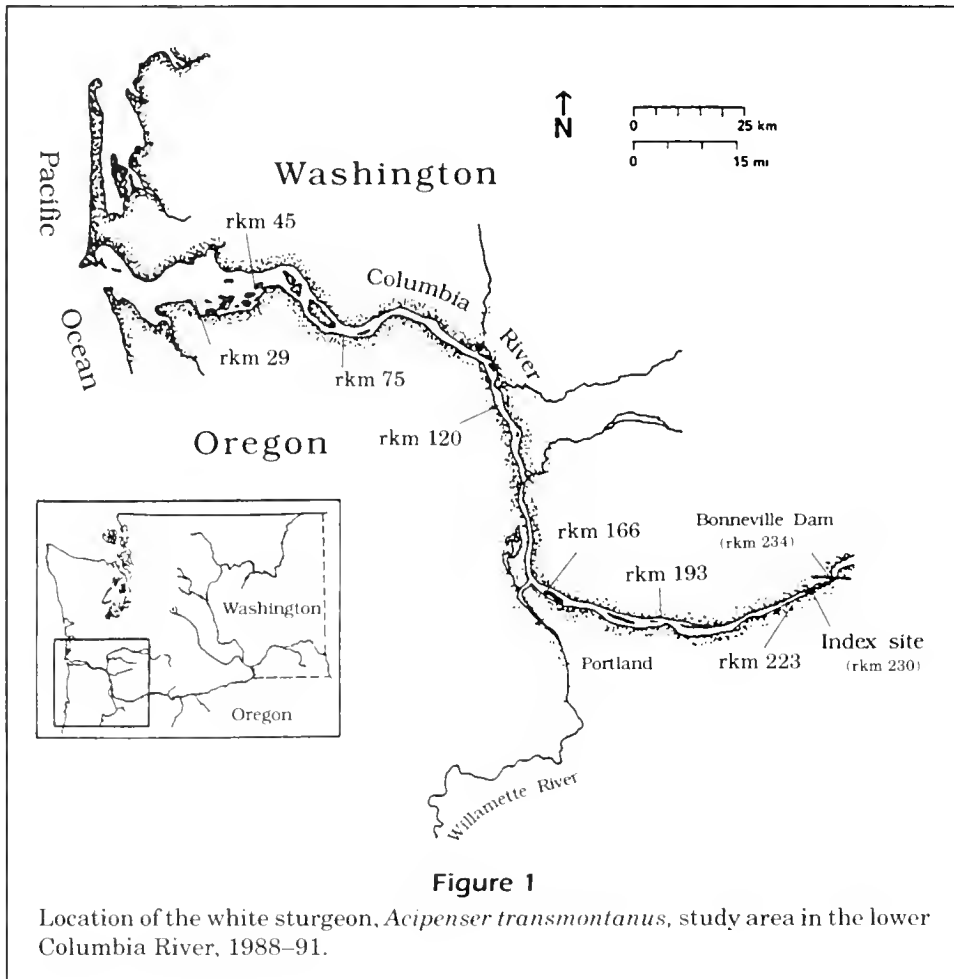 N
0 25 km
0 15 mi
Pacific
Ocean
Washington
rkm 45
Columbia
River
rkm 29
rkm 75
rkm 120
Oregon
rkm 166
Bonneville Dam
(rkm 234)
rkm 193
Portland
rkm 223
Index site
(rkm 230)
Washington
Oregon
Willamette River
Figure 1
Location of the white sturgeon, Acipenser transmontanus, study area in the lower
Columbia River, 1988–91.